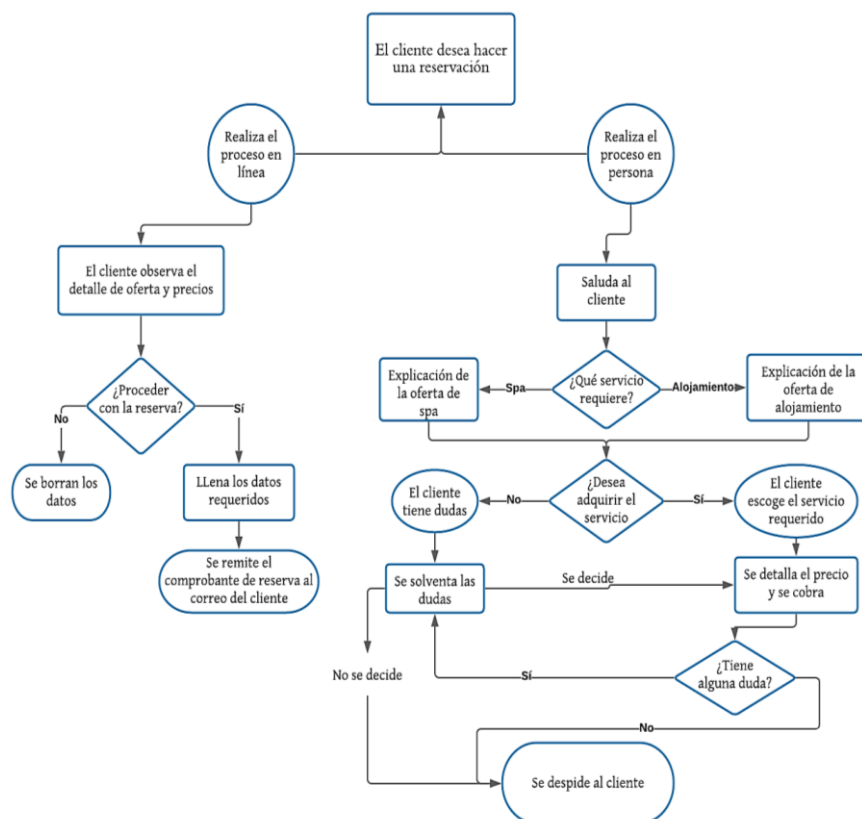 El cliente desea hacer
una reservación
Realiza el
proceso en
línea
Realiza el
proceso en
persona
El cliente observa el
detalle de oferta y precios
Saluda al
cliente
¿Proceder
con la reserva?
No
Sí
Explicación de
la oferta de
spa
Spa
¿Qué servicio
requiere?
Alojamiento
Explicación de la
oferta de
alojamiento
Se borran los
datos
LLena los datos
requeridos
El cliente
tiene dudas
No
¿Desea
adquirir el
servicio
Sí
El cliente
escoge el servicio
requerido
Se remite el
comprobante de reserva al
correo del cliente
Se solventa las
dudas
Se decide
Se detalla el precio
y se cobra
No se decide
Sí
¿Tiene
alguna duda?
No
Se despide al cliente